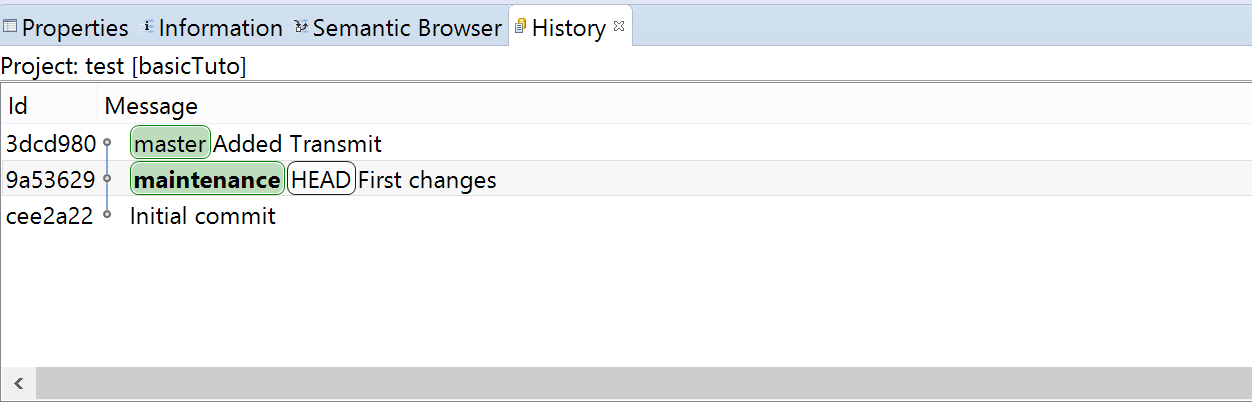 Properties Information Semantic Browser History
Project: test [basicTuto]
Id Message
3dcd980 master Added Transmit
9a53629 maintenance HEAD First changes
cee2a22 Initial commit